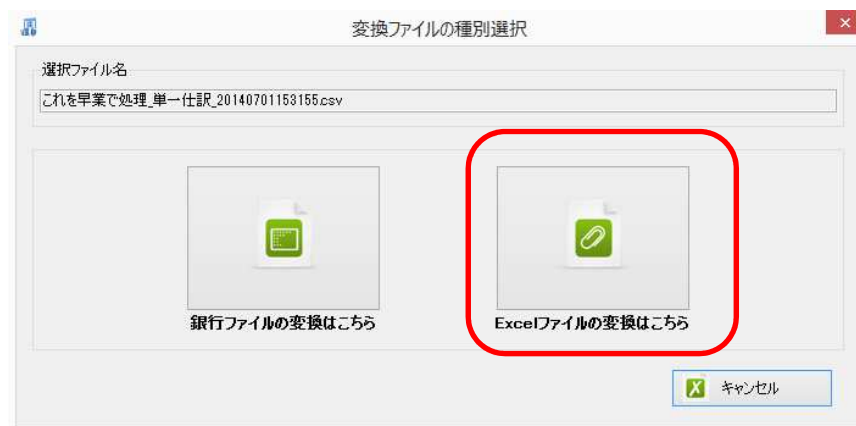 変換ファイルの種別選択
選択ファイル名
これを早業で処理_単一仕訳_20140701153155.csv
銀行ファイルの変換はこちら
Excelファイルの変換はこちら
キャンセル